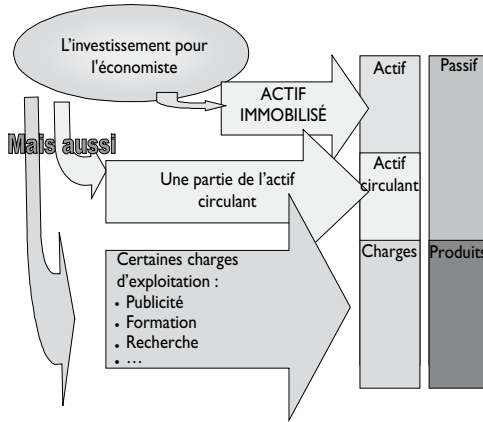 L'investissement pour
l'économiste
ACTIF
IMMOBILISÉ
Actif
Passif
Mais aussi
Une partie de l'actif
circulant
Actif
circulant
Certaines charges
d'exploitation :
• Publicité
• Formation
• Recherche
• …
Charges
Produits